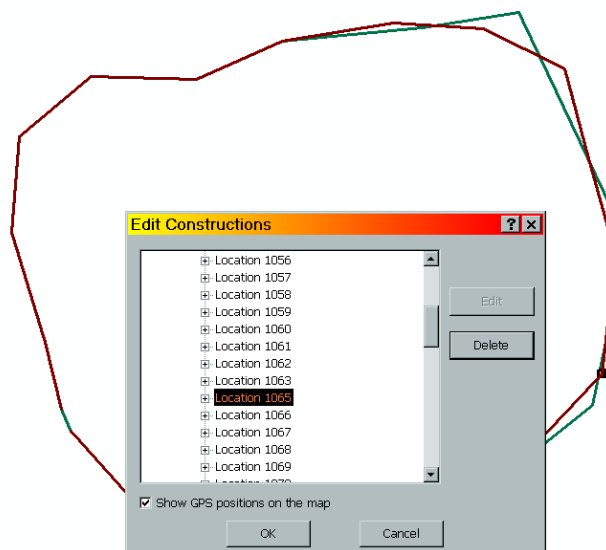 Edit Constructions
Location 1056
Location 1057
Location 1058
Location 1059
Location 1060
Location 1061
Location 1062
Location 1063
Location 1065
Location 1066
Location 1067
Location 1068
Location 1069
Edit
Delete
Show GPS positions on the map
OK
Cancel